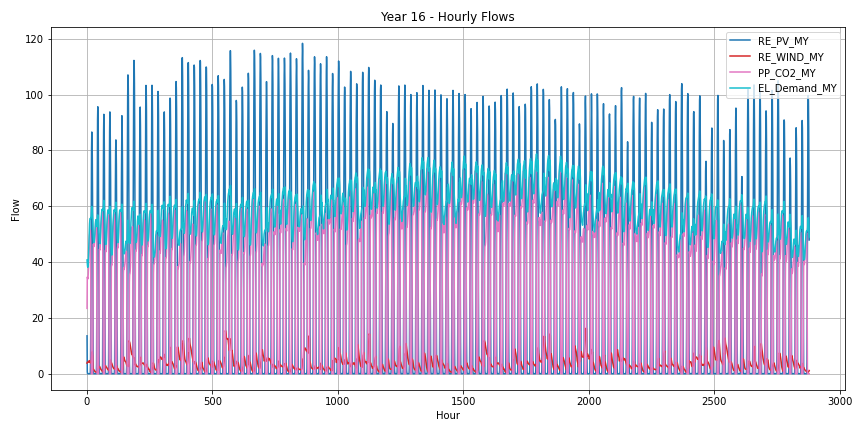 Year 16 - Hourly Flows
120
100
80
60
40
20
0
Flow
0
500
1000
1500
2000
2500
3000
Hour
RE_PV_MY
RE_WIND_MY
PP_CO2_MY
EL_Demand_MY